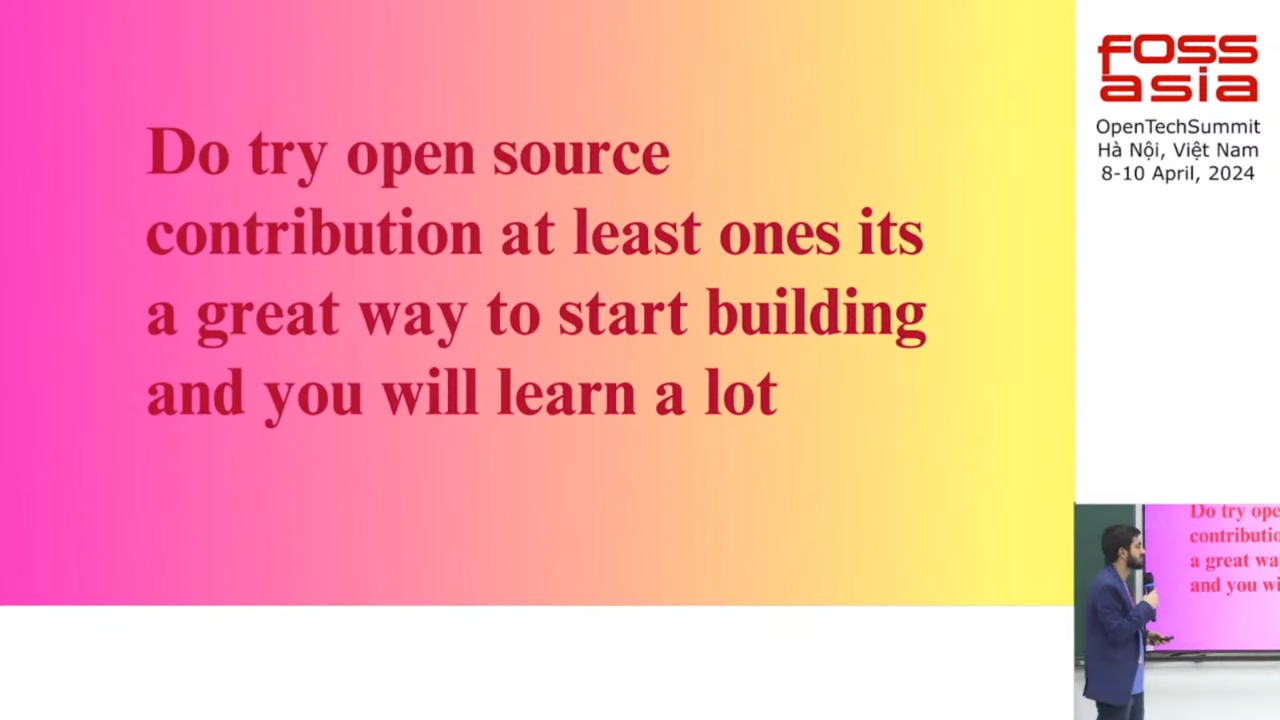 Do try open source
contribution at least ones its
a great way to start building
and you will learn a lot
foss
asia
OpenTechSummit
Hà Nội, Việt Nam
8-10 April, 2024
Do try ope
contributio
a great wa
and you wi